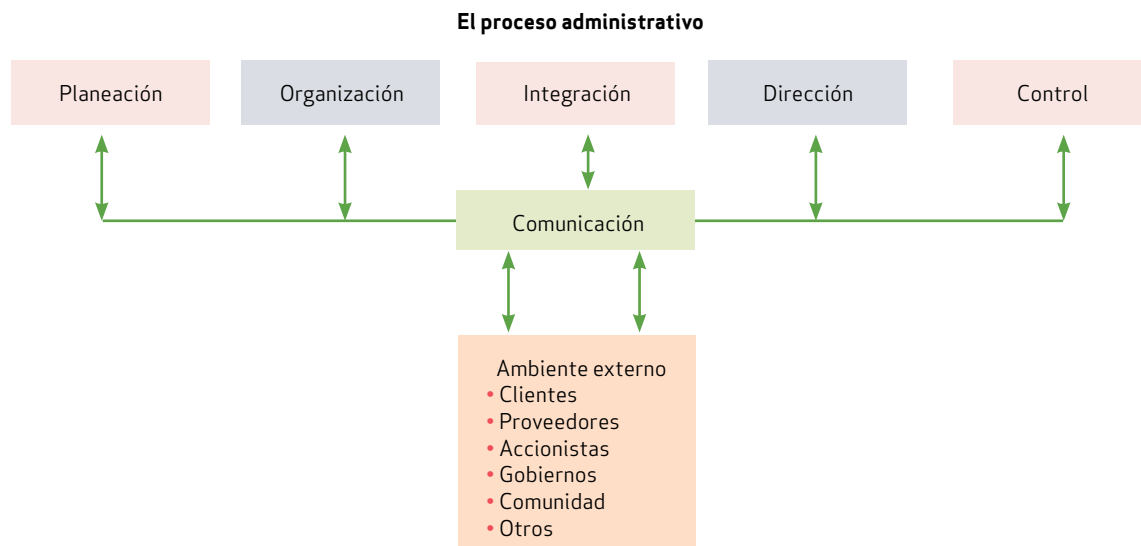 El proceso administrativo
Planeación
Organización
Integración
Dirección
Control
Comunicación
Ambiente externo
• Clientes
• Proveedores
• Accionistas
• Gobiernos
• Comunidad
• Otros